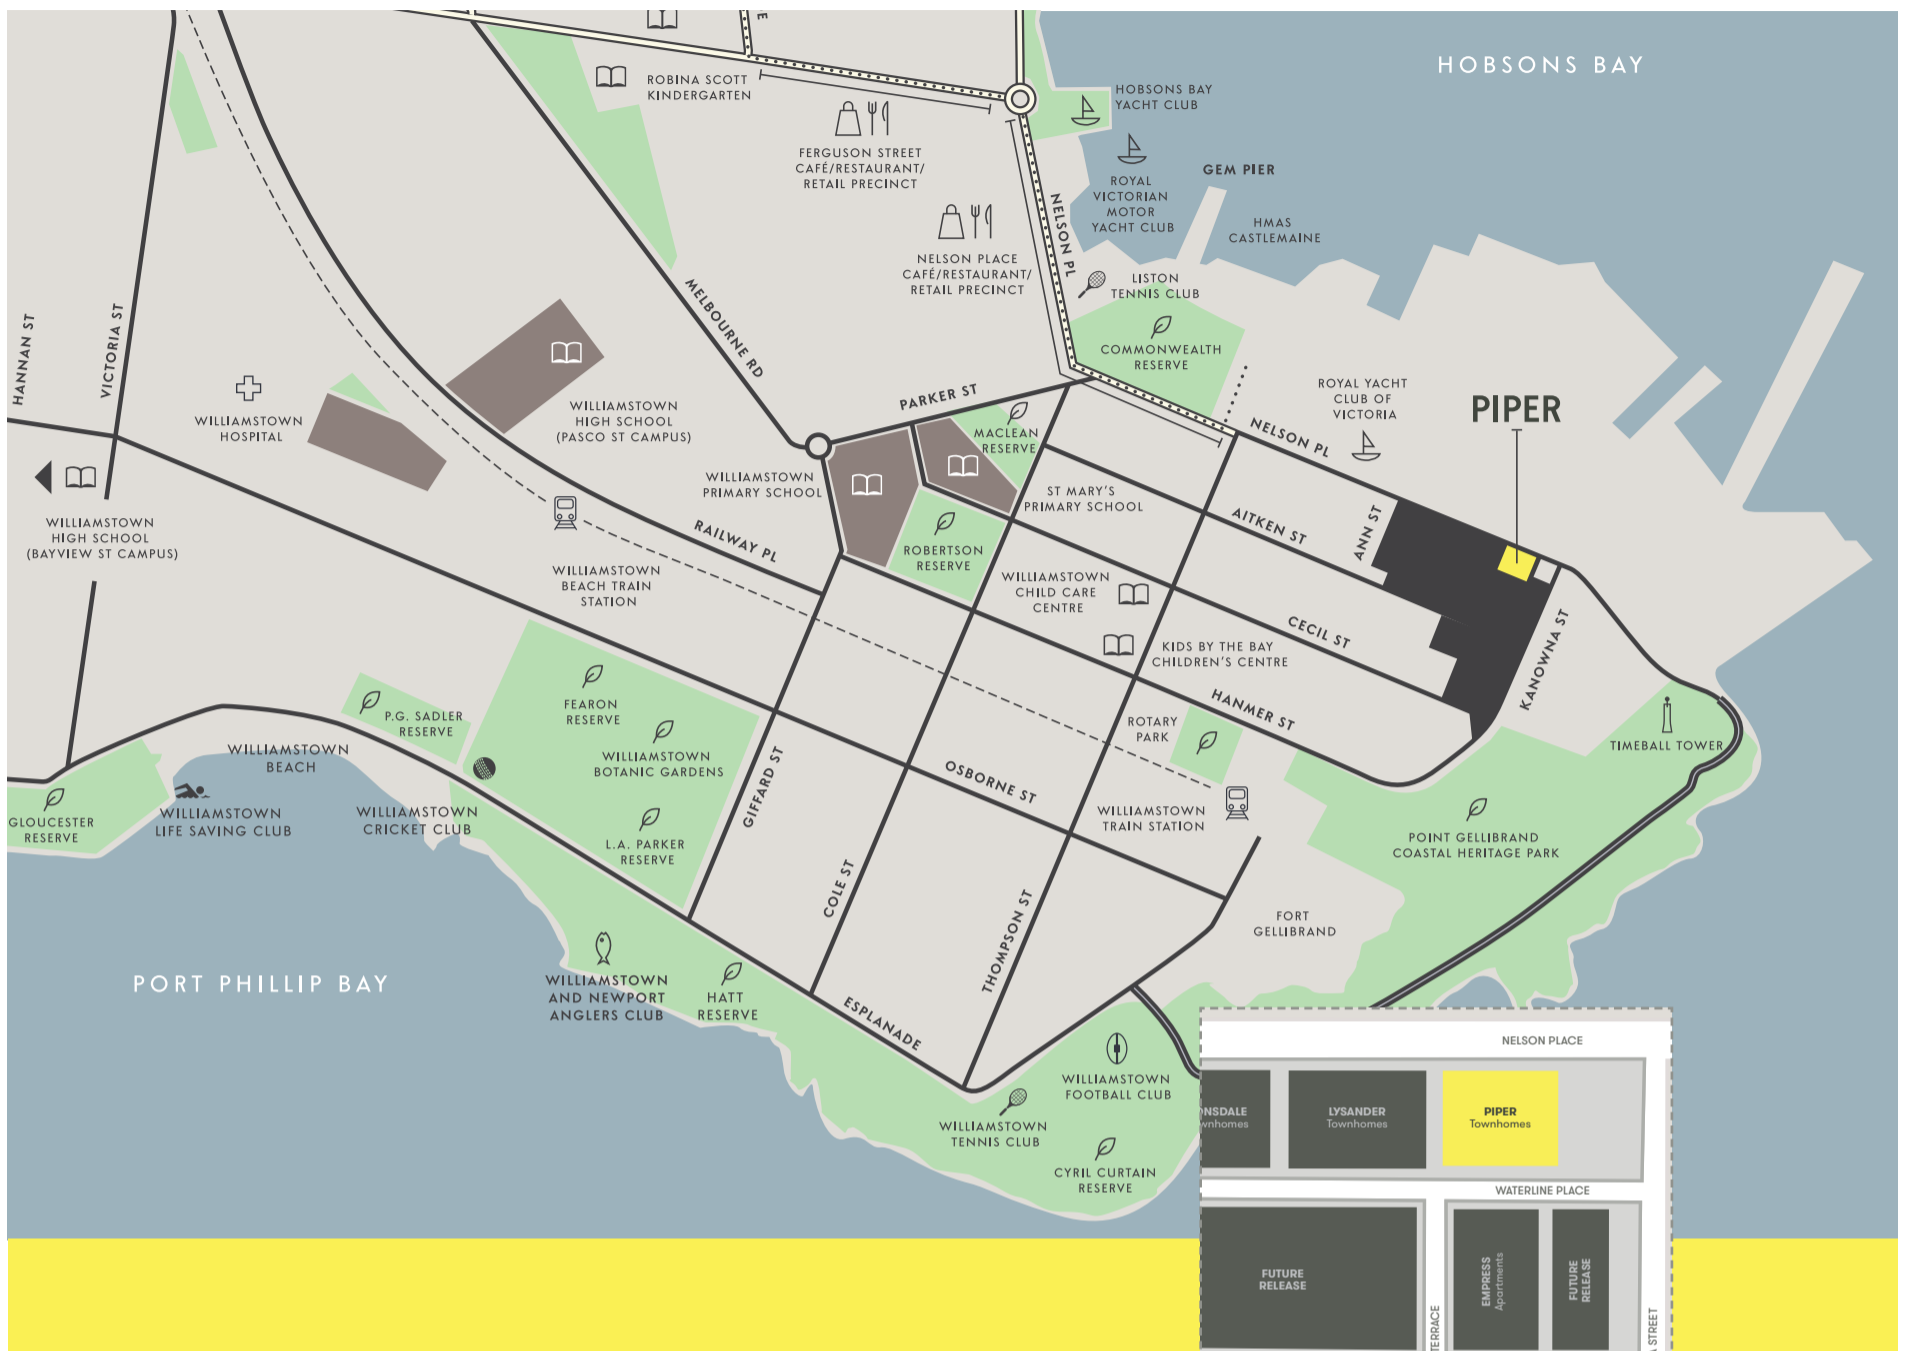 HOBSONS BAY
ROBINA SCOTT
KINDERGARTEN
HOBSONS BAY
YACHT CLUB
FERGUSON STREET
CAFÉ/RESTAURANT/
RETAIL PRECINCT
GEM PIER
ROYAL
VICTORIAN
MOTOR
YACHT CLUB
HMAS
CASTLEMAINE
NELSON PL
NELSON PLACE
CAFÉ/RESTAURANT/
RETAIL PRECINCT
LISTON
TENNIS CLUB
MELBOURNE RD
HANNAN ST
VICTORIA ST
COMMONWEALTH
RESERVE
ROYAL YACHT
CLUB OF
VICTORIA
PIPER
PARKER ST
WILLIAMSTOWN
HOSPITAL
WILLIAMSTOWN
HIGH SCHOOL
(PASCO ST CAMPUS)
MACLEAN
RESERVE
NELSON PL
WILLIAMSTOWN
PRIMARY SCHOOL
ST MARY'S
PRIMARY SCHOOL
WILLIAMSTOWN
HIGH SCHOOL
(BAYVIEW ST CAMPUS)
RAILWAY PL
AITKEN ST
ANN ST
ROBERTSON
RESERVE
WILLIAMSTOWN
BEACH TRAIN
STATION
WILLIAMSTOWN
CHILD CARE
CENTRE
CECIL ST
KIDS BY THE BAY
CHILDREN'S CENTRE
KANOWNA ST
HANMER ST
FEARON
RESERVE
P.G. SADLER
RESERVE
ROTARY
PARK
TIMEBALL TOWER
WILLIAMSTOWN
BEACH
WILLIAMSTOWN
BOTANIC GARDENS
GIFFARD ST
OSBORNE ST
GLOUCESTER
RESERVE
WILLIAMSTOWN
LIFE SAVING CLUB
WILLIAMSTOWN
CRICKET CLUB
WILLIAMSTOWN
TRAIN STATION
L.A. PARKER
RESERVE
POINT GELLIBRAND
COASTAL HERITAGE PARK
COLE ST
THOMPSON ST
FORT
GELLIBRAND
PORT PHILLIP BAY
WILLIAMSTOWN
AND NEWPORT
ANGLERS CLUB
HATT
RESERVE
ESPLANADE
WILLIAMSTOWN
FOOTBALL CLUB
WILLIAMSTOWN
TENNIS CLUB
CYRIL CURTAIN
RESERVE
NELSON PLACE
NSDALE
wnhomes
LYSANDER
Townhomes
PIPER
Townhomes
WATERLINE PLACE
FUTURE
RELEASE
EMPRESS
Apartments
FUTURE
RELEASE
TERRACE
STREET